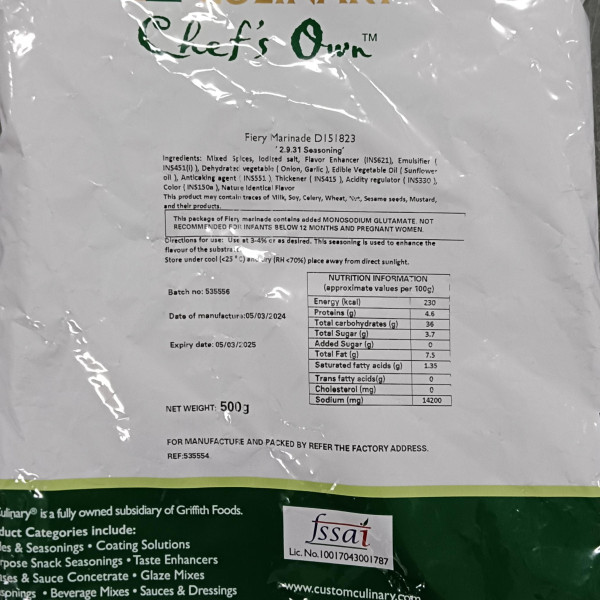 CULINARY
Chef's Own™
Fiery Marinade D151823
'2.9.31 Seasoning'
Ingredients: Mixed Spices, Iodized salt, Flavor Enhancer (INS621), Emulsifier (
INS451(i) ), Dehydrated vegetable ( Onion, Garlic ), Edible Vegetable Oil ( Sunflower
oil ), Anticaking agent ( INS551 ), Thickener ( INS415 ), Acidity regulator ( INS330 ),
Color ( INS150a ), Nature Identical Flavor
This product may contain traces of Milk, Soy, Celery, Wheat, Nut, Sesame seeds, Mustard,
and their products.
This package of Fiery marinade contains added MONOSODIUM GLUTAMATE. NOT
RECOMMENDED FOR INFANTS BELOW 12 MONTHS AND PREGNANT WOMEN.
Directions for use: Use at 3-4% or as desired. This seasoning is used to enhance the
flavour of the substrate.
Store under cool (<25 °C) and dry (RH <70%) place away from direct sunlight.
NUTRITION INFORMATION
(approximate values per 100g)
Energy (kcal) 230
Proteins (g) 4.6
Total carbohydrates (g) 36
Total Sugar (g) 3.7
Added Sugar (g) 0
Total Fat (g) 7.5
Saturated fatty acids (g) 1.35
Trans fatty acids(g) 0
Cholesterol (mg) 0
Sodium (mg) 14200
Batch no: 535556
Date of manufacture:05/03/2024
Expiry date: 05/03/2025
NET WEIGHT: 500g
FOR MANUFACTURE AND PACKED BY REFER THE FACTORY ADDRESS.
REF:535554
ulinary® is a fully owned subsidiary of Griffith Foods.
duct Categories include:
es & Seasonings • Coating Solutions
rpose Snack Seasonings • Taste Enhancers
ses & Sauce Concetrate • Glaze Mixes
sonings • Beverage Mixes • Sauces & Dressings
fssai
Lic. No.10017043001787
www.customculinary.com